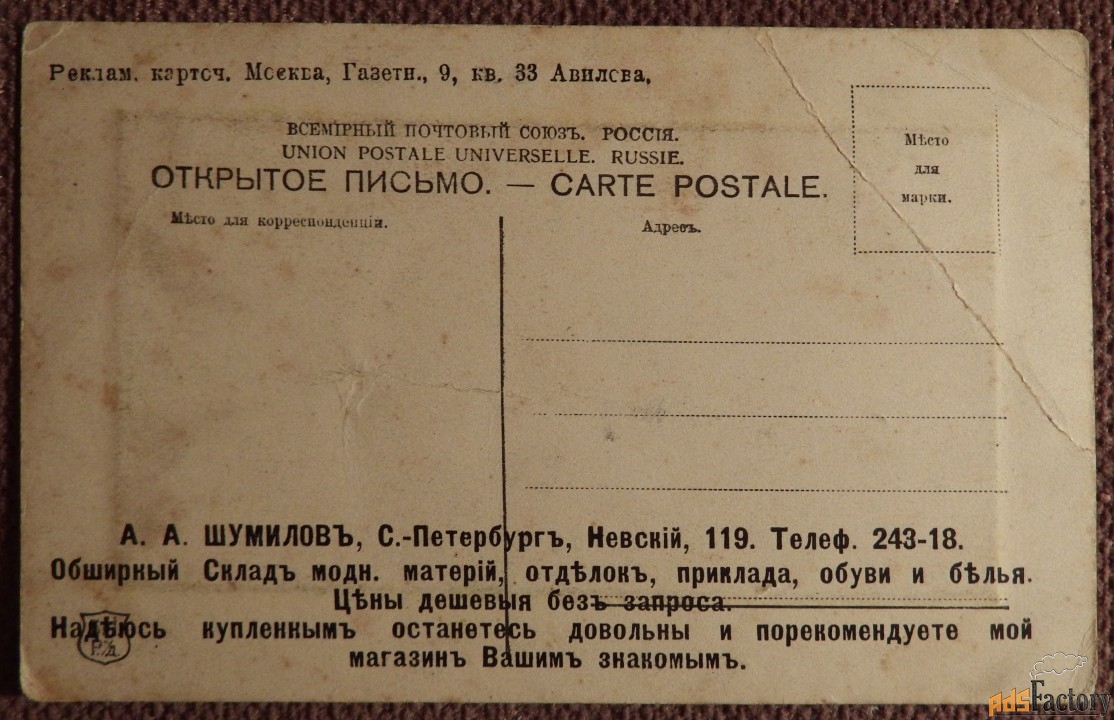 Реклам. карточ. Москва, Газетн., 9, кв. 33 Авилова.
ВСЕМІРНЫЙ ПОЧТОВЫЙ СОЮЗЪ. РОССІЯ.
UNION POSTALE UNIVERSELLE. RUSSIE.
ОТКРЫТОЕ ПИСЬМО. — CARTE POSTALE.
Мѣсто
для
марки.
Мѣсто для корреспонденціи.
Адресъ.
А. А. ШУМИЛОВЪ, С.-Петербургъ, Невскій, 119. Телеф. 243-18.
Обширный Складъ модн. матерій, отдѣлокъ, приклада, обуви и бѣлья.
Цѣны дешевыя безъ запроса.
Надѣюсь купленнымъ останетесь довольны и порекомендуете мой
магазинъ Вашимъ знакомымъ.
adsFactory